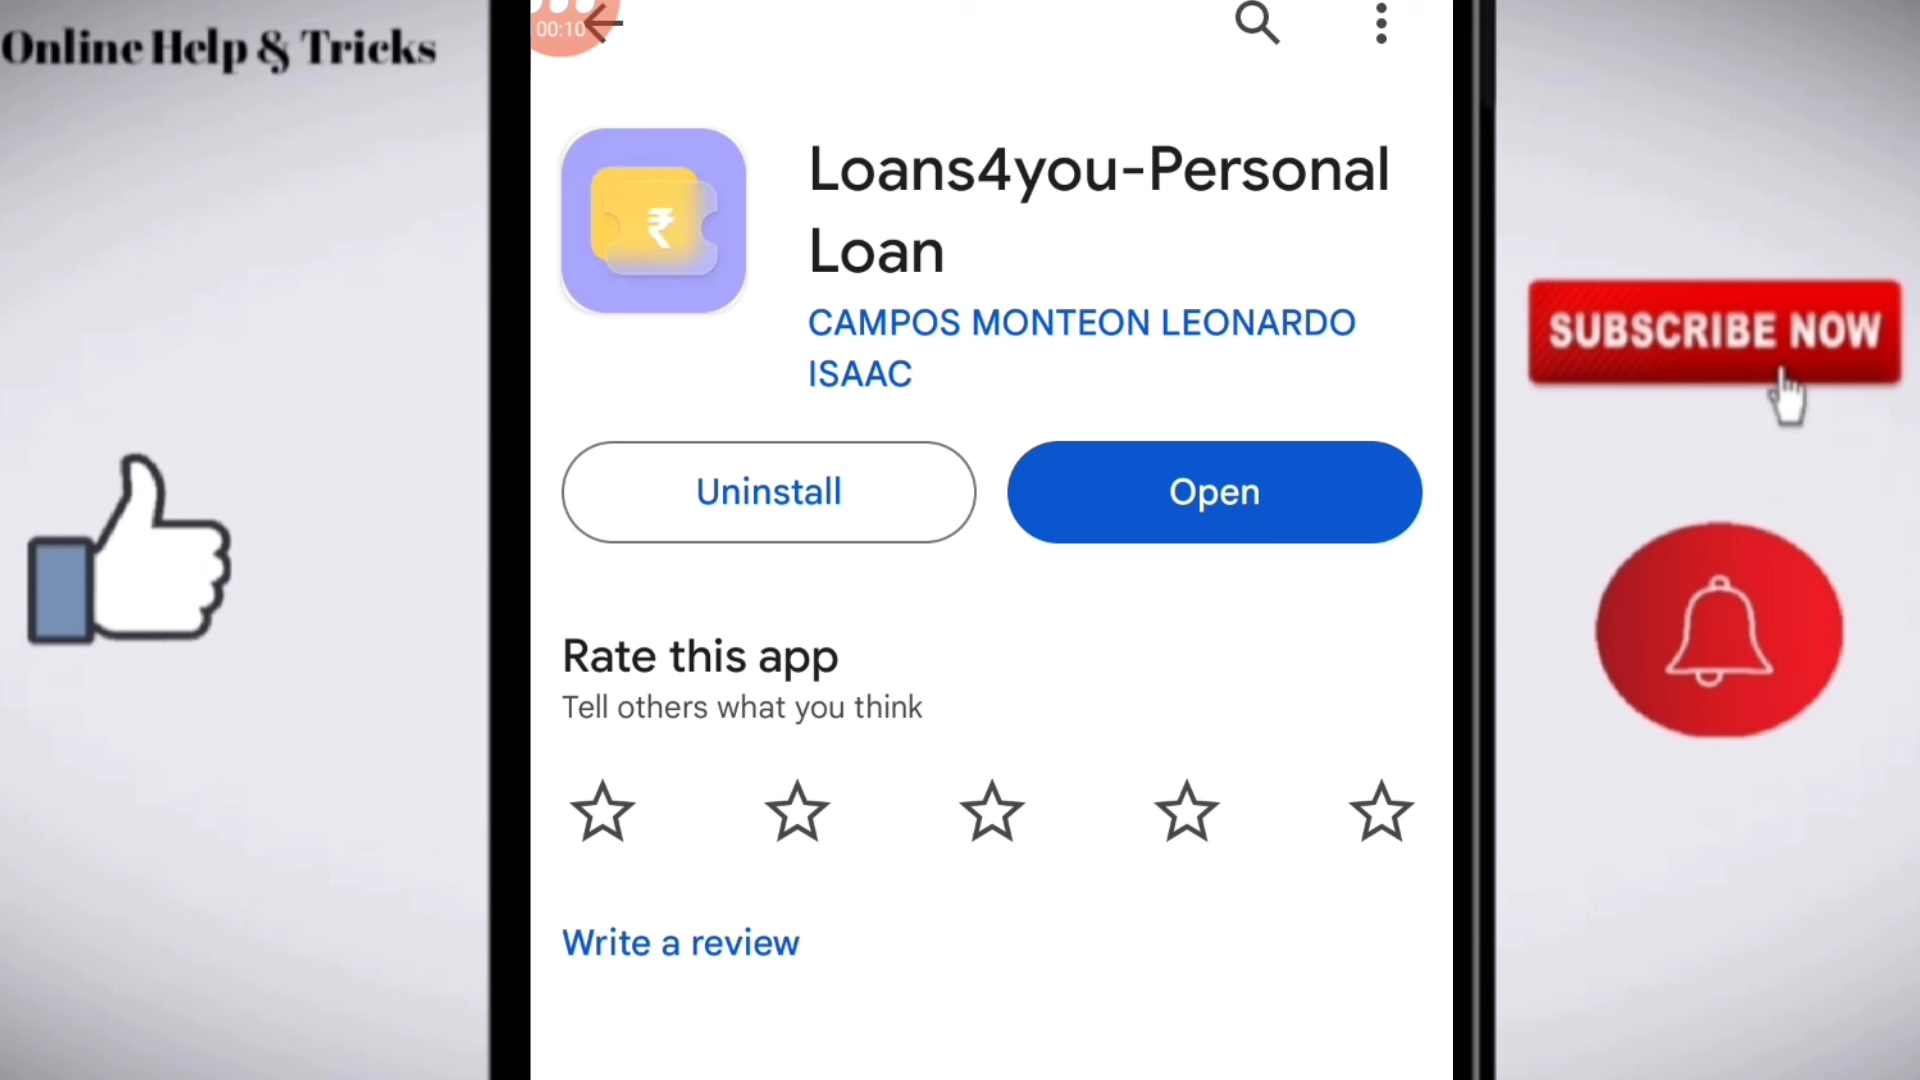 Online Help & Tricks
00:10
Loans4you-Personal
Loan
CAMPOS MONTEON LEONARDO
ISAAC
₹
Uninstall
Open
Rate this app
Tell others what you think
Write a review
SUBSCRIBE NOW